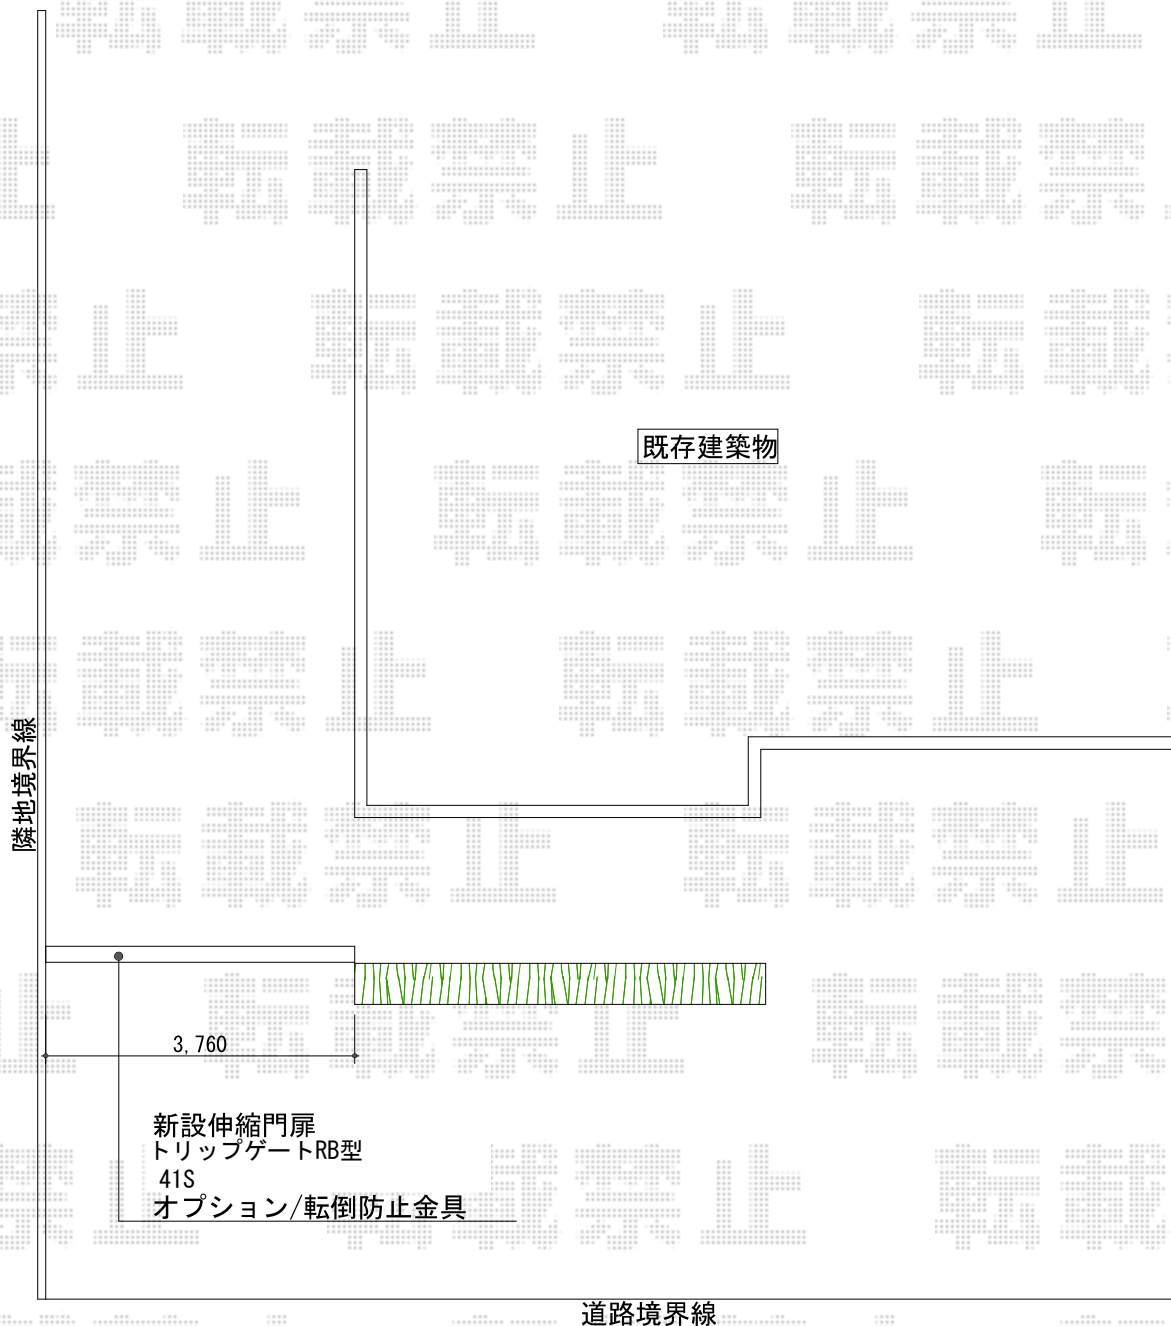 転載禁止
既存建築物
隣地境界線
3,760
新設伸縮門扉
トリップゲートRB型
41S
オプション/転倒防止金具
道路境界線